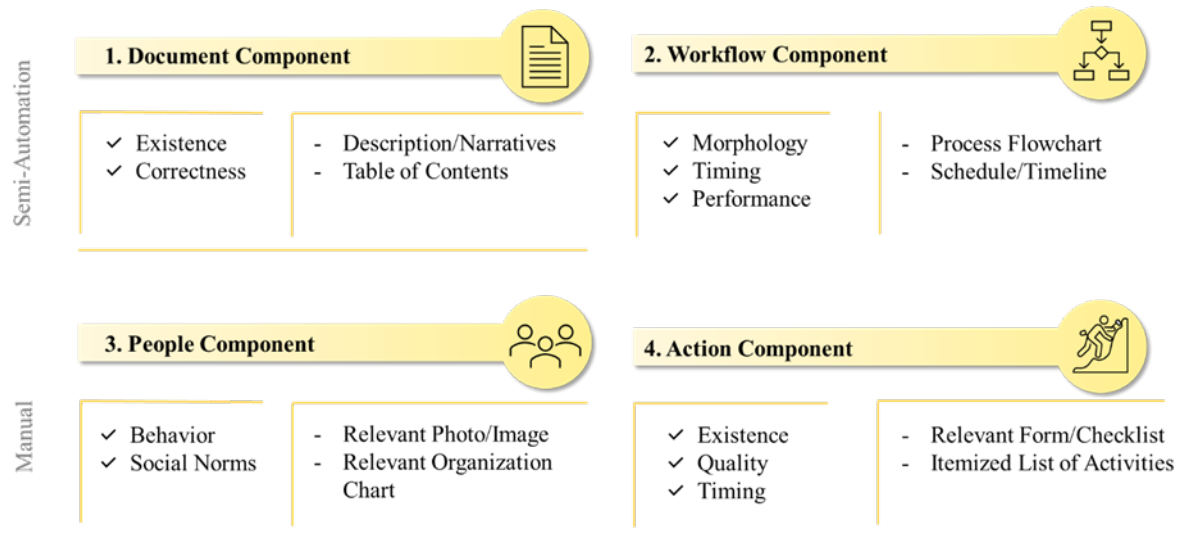 Semi-Automation
1. Document Component
✓ Existence
✓ Correctness
- Description/Narratives
- Table of Contents
2. Workflow Component
✓ Morphology
✓ Timing
✓ Performance
- Process Flowchart
- Schedule/Timeline
Manual
3. People Component
✓ Behavior
✓ Social Norms
- Relevant Photo/Image
- Relevant Organization
Chart
4. Action Component
✓ Existence
✓ Quality
✓ Timing
- Relevant Form/Checklist
- Itemized List of Activities